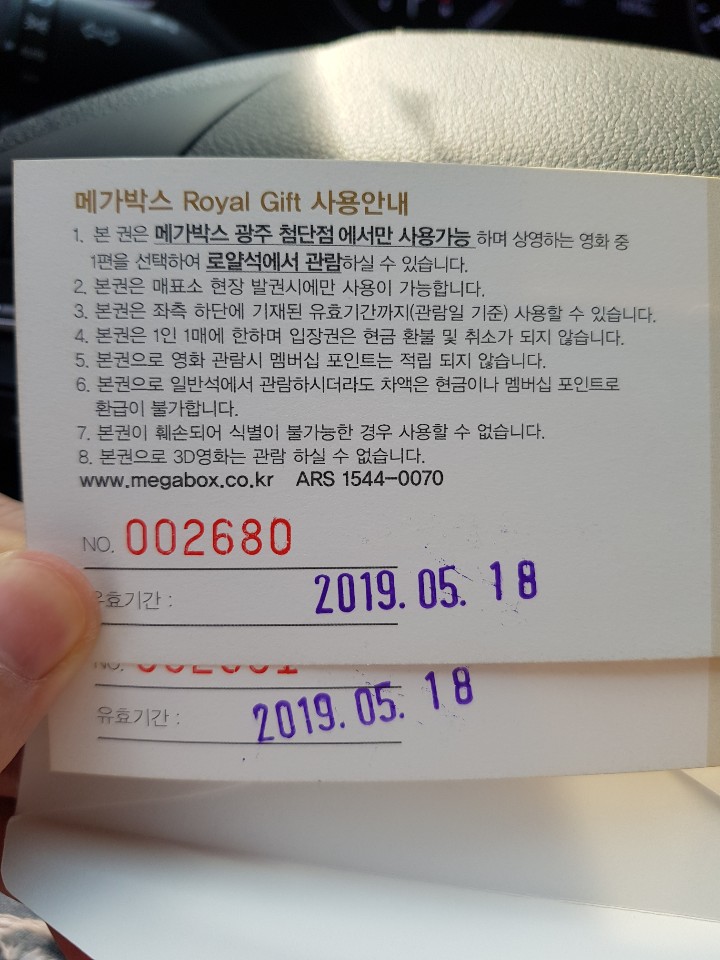 메가박스 Royal Gift 사용안내
1. 본 권은 메가박스 광주 첨단점 에서만 사용가능 하며 상영하는 영화 중
1편을 선택하여 로얄석에서 관람하실 수 있습니다.
2. 본권은 매표소 현장 발권시에만 사용이 가능합니다.
3. 본권은 좌측 하단에 기재된 유효기간까지(관람일 기준) 사용할 수 있습니다.
4. 본권은 1인 1매에 한하며 입장권은 현금 환불 및 취소가 되지 않습니다.
5. 본권으로 영화 관람시 멤버십 포인트는 적립 되지 않습니다.
6. 본권으로 일반석에서 관람하시더라도 차액은 현금이나 멤버십 포인트로
환급이 불가합니다.
7. 본권이 훼손되어 식별이 불가능한 경우 사용할 수 없습니다.
8. 본권으로 3D영화는 관람 하실 수 없습니다.
www.megabox.co.kr ARS 1544-0070
NO. 002680
유효기간 : 2019. 05. 18
NO.
유효기간 : 2019. 05. 18